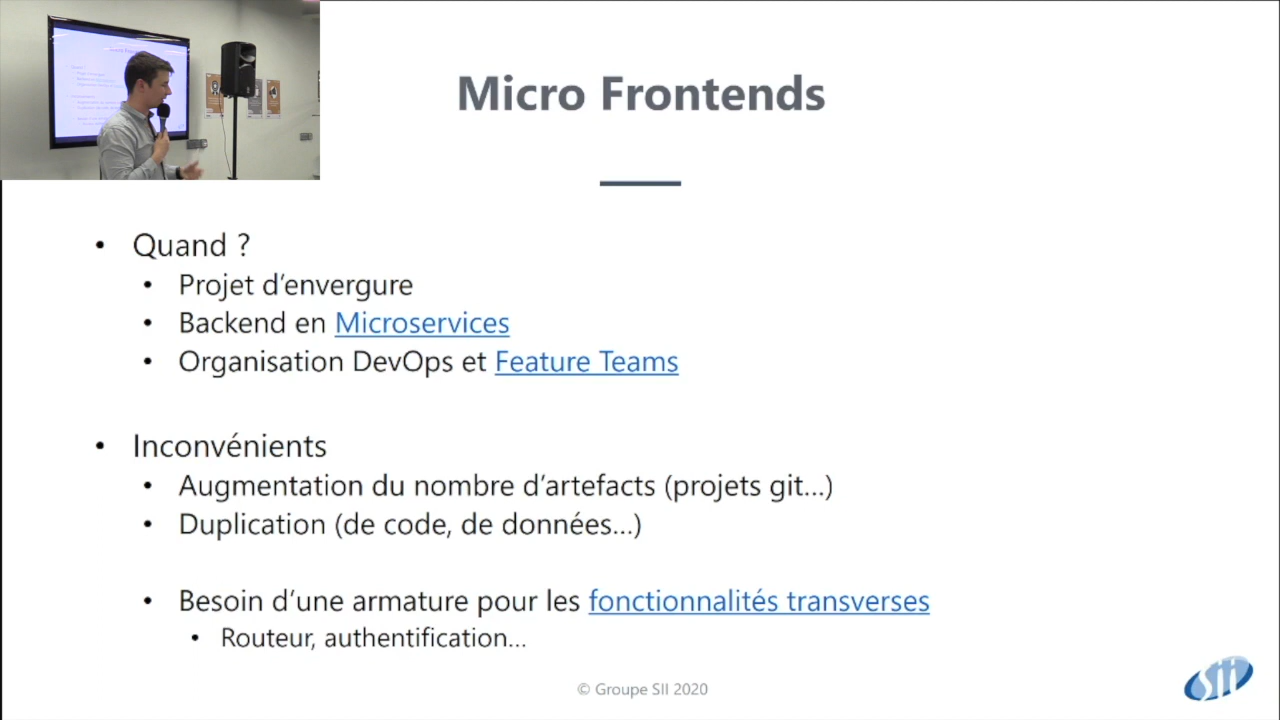 Micro Frontends
• Quand ?
• Projet d’envergure
• Backend en Microservices
• Organisation DevOps et Feature Teams
• Inconvénients
• Augmentation du nombre d’artefacts (projets git…)
• Duplication (de code, de données…)
• Besoin d’une armature pour les fonctionnalités transverses
• Routeur, authentification…
© Groupe SII 2020
sii